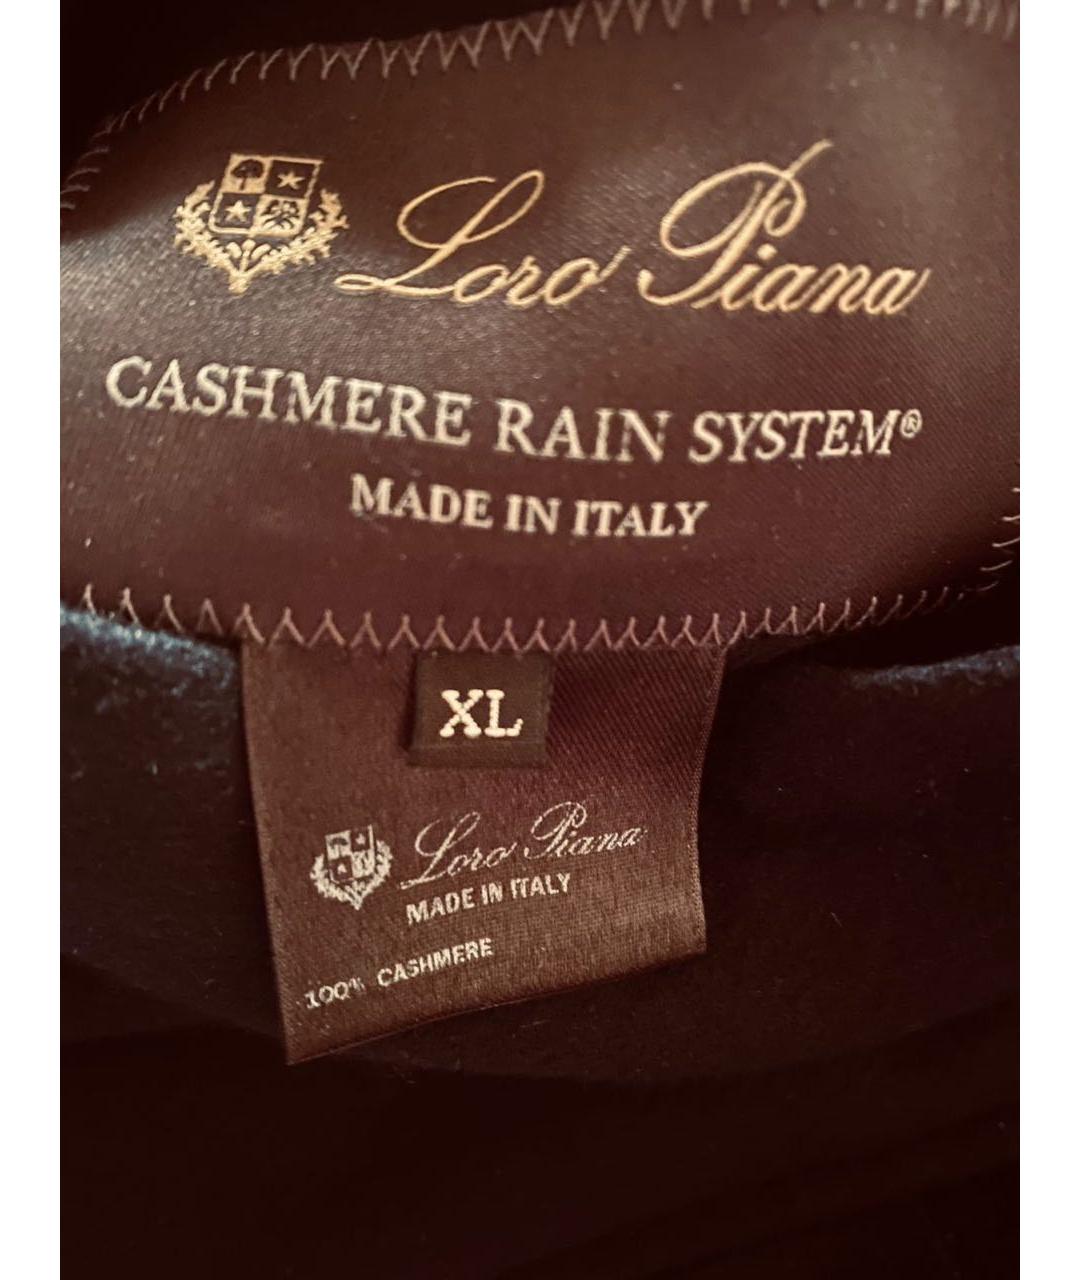 Loro Piana
CASHMERE RAIN SYSTEM®
MADE IN ITALY
XL
Loro Piana
MADE IN ITALY
100% CASHMERE